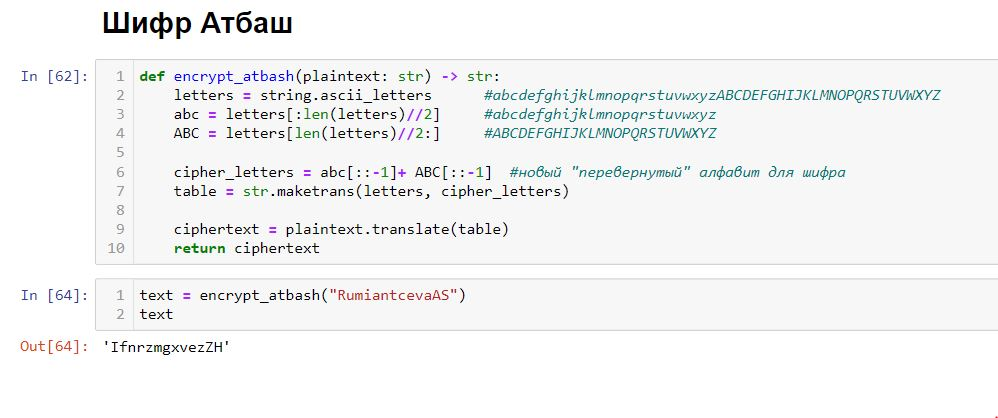 Шифр Атбаш
In [62]:
1 def encrypt_atbash(plaintext: str) -> str:
2     letters = string.ascii_letters      #abcdefghijklmnopqrstuvwxyzABCDEFGHIJKLMNOPQRSTUVWXYZ
3     abc = letters[:len(letters)//2]     #abcdefghijklmnopqrstuvwxyz
4     ABC = letters[len(letters)//2:]     #ABCDEFGHIJKLMNOPQRSTUVWXYZ
5
6     cipher_letters = abc[::-1]+ ABC[::-1]  #новый "перевернутый" алфавит для шифра
7     table = str.maketrans(letters, cipher_letters)
8
9     ciphertext = plaintext.translate(table)
10     return ciphertext
In [64]:
1 text = encrypt_atbash("RumiantcevaAS")
2 text
Out[64]: 'IfnrzmgxvezZH'